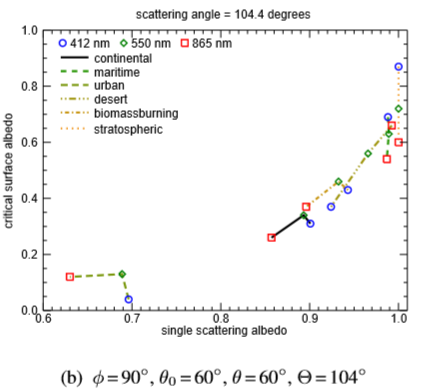 scattering angle = 104.4 degrees
1.0
412 nm 550 nm 865 nm
continental
maritime
urban
desert
biomassburning
stratospheric
0.8
0.6
0.4
0.2
0.0
critical surface albedo
0.6 0.7 0.8 0.9 1.0
single scattering albedo
(b) ϕ = 90°, θ₀ = 60°, θ = 60°, Θ = 104°